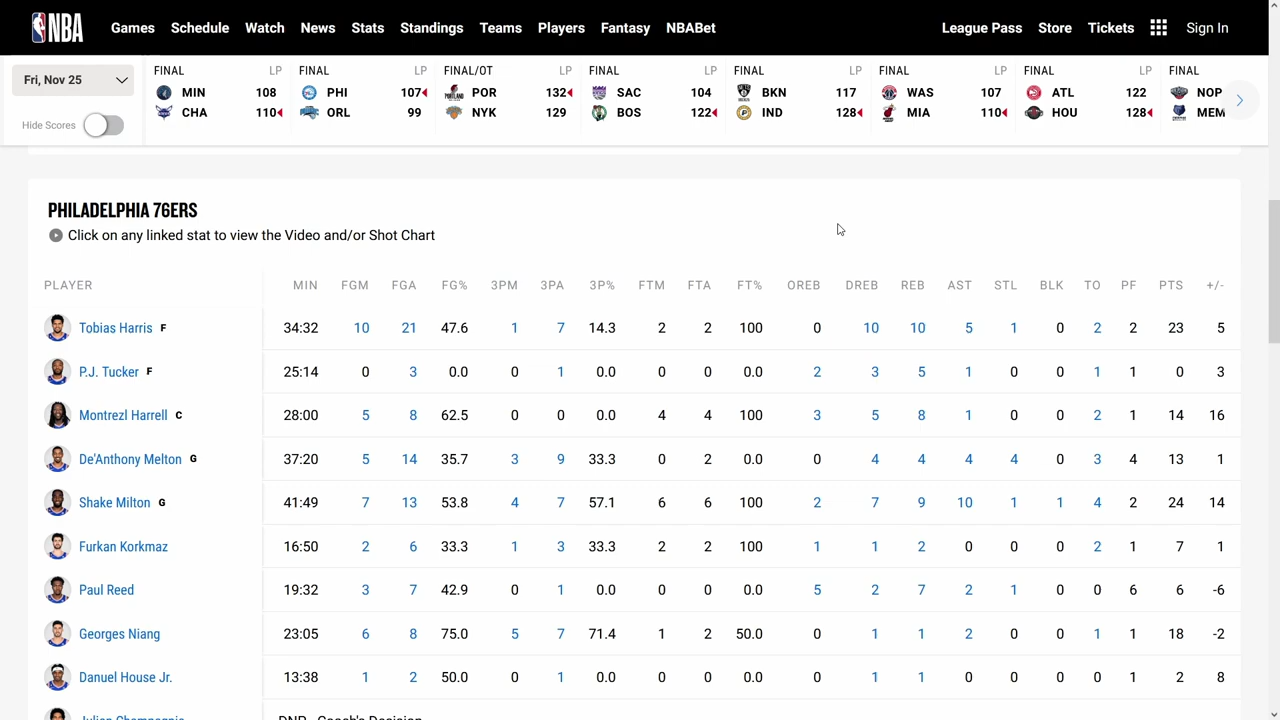 NBA Games Schedule Watch News Stats Standings Teams Players Fantasy NBABet League Pass Store Tickets Sign In
Fri, Nov 25
Hide Scores
FINAL LP
MIN 108
CHA 110
FINAL LP
PHI 107
ORL 99
FINAL/OT LP
POR 132
NYK 129
FINAL LP
SAC 104
BOS 122
FINAL LP
BKN 117
IND 128
FINAL LP
WAS 107
MIA 110
FINAL LP
ATL 122
HOU 128
FINAL
NOP
MEM
PHILADELPHIA 76ERS
Click on any linked stat to view the Video and/or Shot Chart
PLAYER MIN FGM FGA FG% 3PM 3PA 3P% FTM FTA FT% OREB DREB REB AST STL BLK TO PF PTS +/-
Tobias Harris F 34:32 10 21 47.6 1 7 14.3 2 2 100 0 10 10 5 1 0 2 2 23 5
P.J. Tucker F 25:14 0 3 0.0 0 1 0.0 0 0 0.0 2 3 5 1 0 0 1 1 0 3
Montrezl Harrell C 28:00 5 8 62.5 0 0 0.0 4 4 100 3 5 8 1 0 0 2 1 14 16
De'Anthony Melton G 37:20 5 14 35.7 3 9 33.3 0 2 0.0 0 4 4 4 4 0 3 4 13 1
Shake Milton G 41:49 7 13 53.8 4 7 57.1 6 6 100 2 7 9 10 1 1 4 2 24 14
Furkan Korkmaz 16:50 2 6 33.3 1 3 33.3 2 2 100 1 1 2 0 0 0 2 1 7 1
Paul Reed 19:32 3 7 42.9 0 1 0.0 0 0 0.0 5 2 7 2 1 0 0 6 6 -6
Georges Niang 23:05 6 8 75.0 5 7 71.4 1 2 50.0 0 1 1 2 0 0 1 1 18 -2
Danuel House Jr. 13:38 1 2 50.0 0 1 0.0 0 0 0.0 0 1 1 0 0 0 0 1 2 8
Julian Champagnie DNP - Coach's Decision